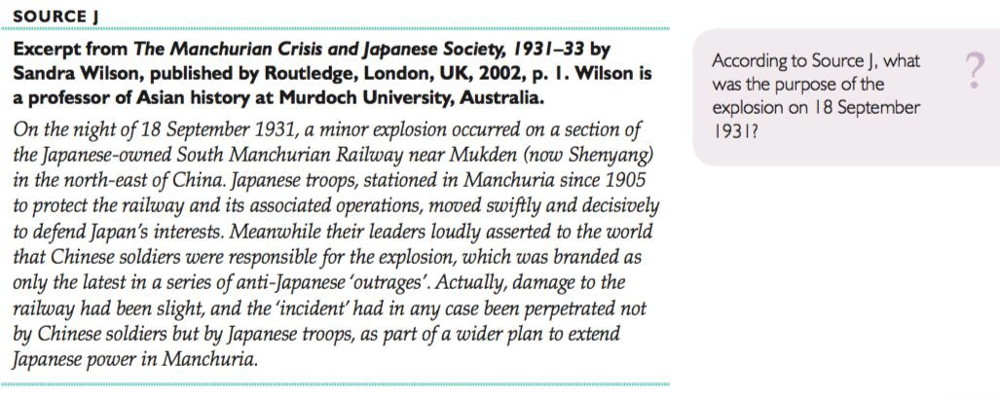 SOURCE J
Excerpt from The Manchurian Crisis and Japanese Society, 1931–33 by
Sandra Wilson, published by Routledge, London, UK, 2002, p. 1. Wilson is
a professor of Asian history at Murdoch University, Australia.
On the night of 18 September 1931, a minor explosion occurred on a section of
the Japanese-owned South Manchurian Railway near Mukden (now Shenyang)
in the north-east of China. Japanese troops, stationed in Manchuria since 1905
to protect the railway and its associated operations, moved swiftly and decisively
to defend Japan's interests. Meanwhile their leaders loudly asserted to the world
that Chinese soldiers were responsible for the explosion, which was branded as
only the latest in a series of anti-Japanese 'outrages'. Actually, damage to the
railway had been slight, and the 'incident' had in any case been perpetrated not
by Chinese soldiers but by Japanese troops, as part of a wider plan to extend
Japanese power in Manchuria.
According to Source J, what
was the purpose of the
explosion on 18 September
1931?
?